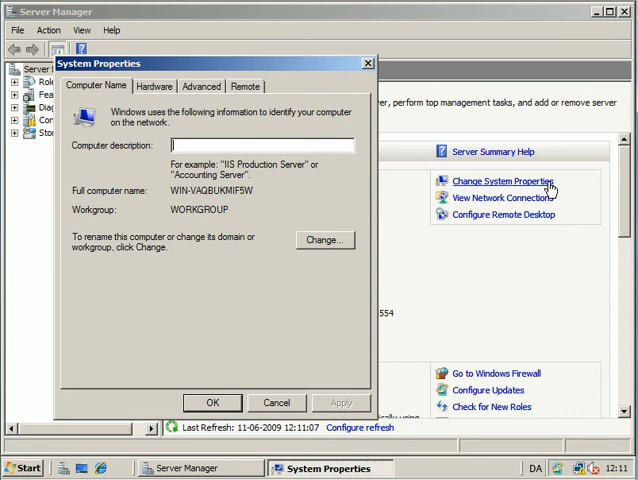 Server Manager
File Action View Help
System Properties
Server
Computer Name Hardware Advanced Remote
ver, perform top management tasks, and add or remove server
Windows uses the following information to identify your computer
on the network.
Computer description:
For example: "IIS Production Server" or
"Accounting Server".
Full computer name: WIN-VAQBUKMIF5W
Workgroup: WORKGROUP
To rename this computer or change its domain or
workgroup, click Change.
Change...
OK Cancel Apply
Server Summary Help
Change System Properties
View Network Connections
Configure Remote Desktop
554
Go to Windows Firewall
Configure Updates
Check for New Roles
Last Refresh: 11-06-2009 12:11:07 Configure refresh
Start Server Manager System Properties DA 12:11